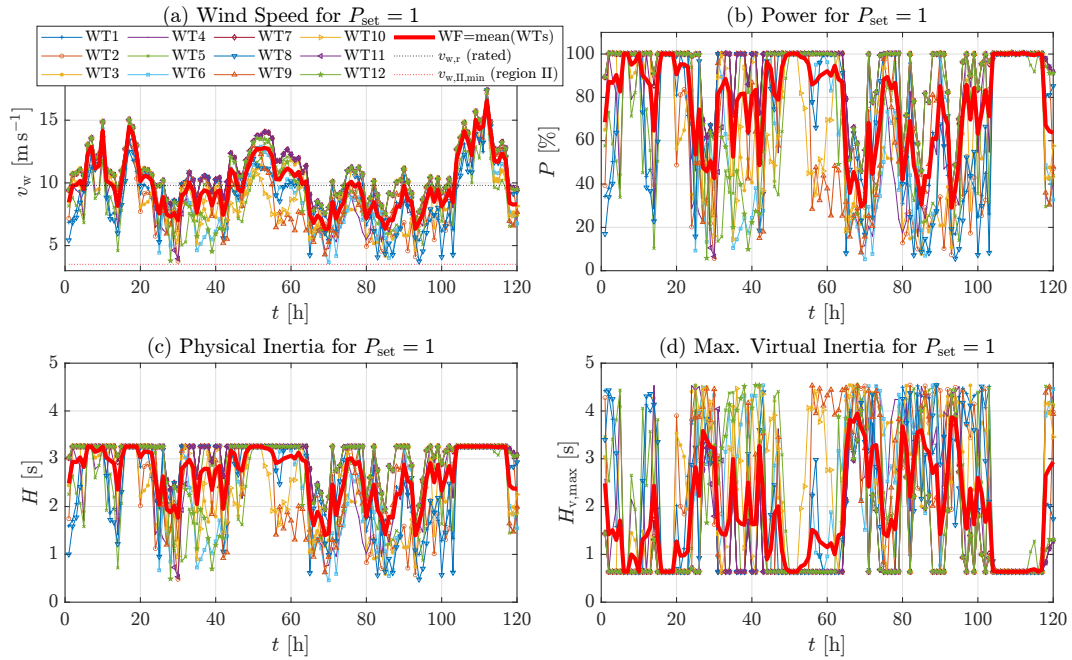 (a) Wind Speed for P_set = 1
WT1 WT4 WT7 WT10 WF=mean(WTs)
WT2 WT5 WT8 WT11 v_w,r (rated)
WT3 WT6 WT9 WT12 v_w,II,min (region II)
15
10
5
v_w [m s⁻¹]
0 20 40 60 80 100 120
t [h]
(b) Power for P_set = 1
100
80
60
40
20
0
P [%]
0 20 40 60 80 100 120
t [h]
(c) Physical Inertia for P_set = 1
5
4
3
2
1
0
H [s]
0 20 40 60 80 100 120
t [h]
(d) Max. Virtual Inertia for P_set = 1
5
4
3
2
1
0
H_v,max [s]
0 20 40 60 80 100 120
t [h]